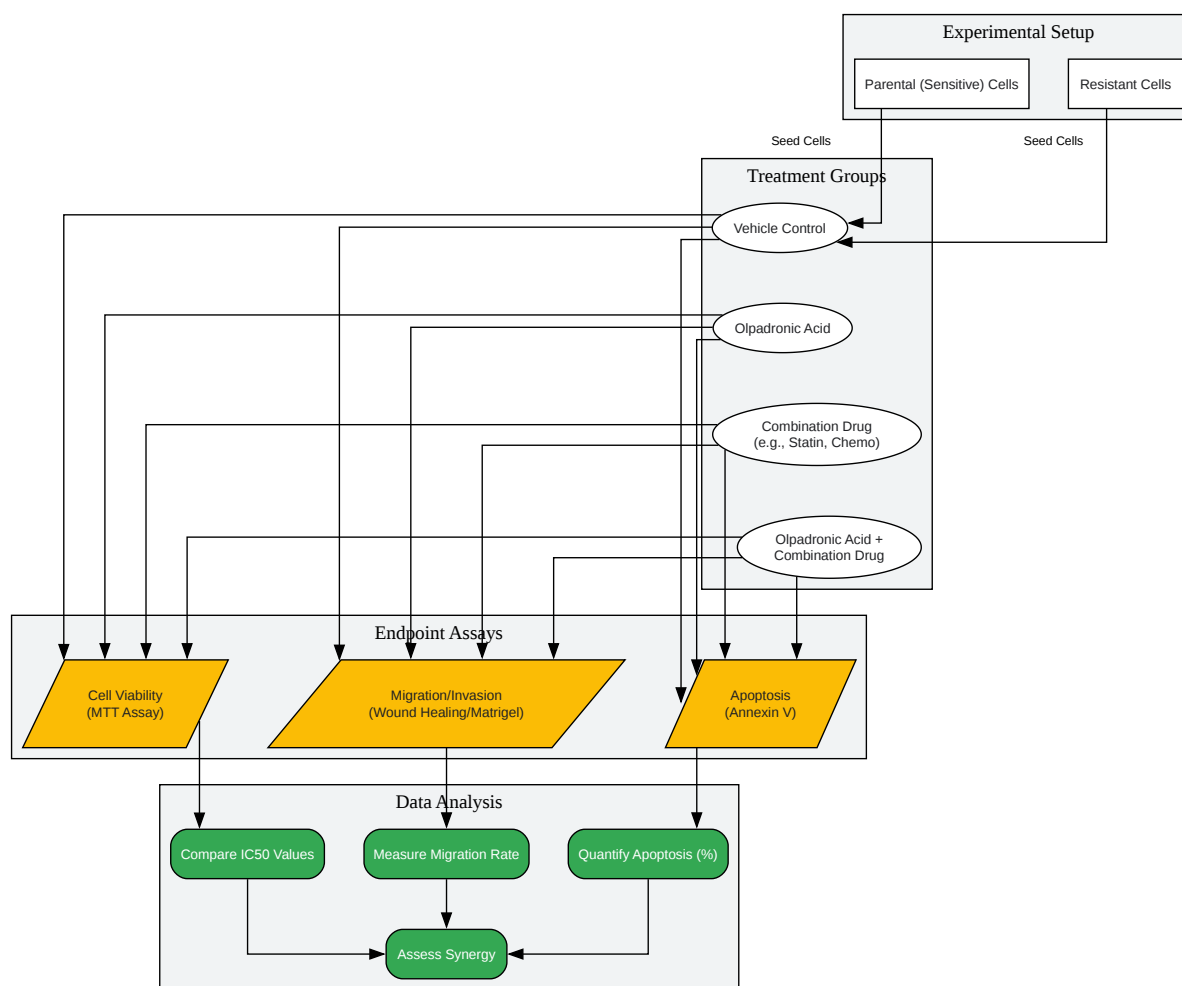 Experimental Setup
Parental (Sensitive) Cells
Resistant Cells
Seed Cells
Seed Cells
Treatment Groups
Vehicle Control
Olpadronic Acid
Combination Drug
(e.g., Statin, Chemo)
Olpadronic Acid +
Combination Drug
Endpoint Assays
Cell Viability
(MTT Assay)
Migration/Invasion
(Wound Healing/Matrigel)
Apoptosis
(Annexin V)
Data Analysis
Compare IC50 Values
Measure Migration Rate
Quantify Apoptosis (%)
Assess Synergy